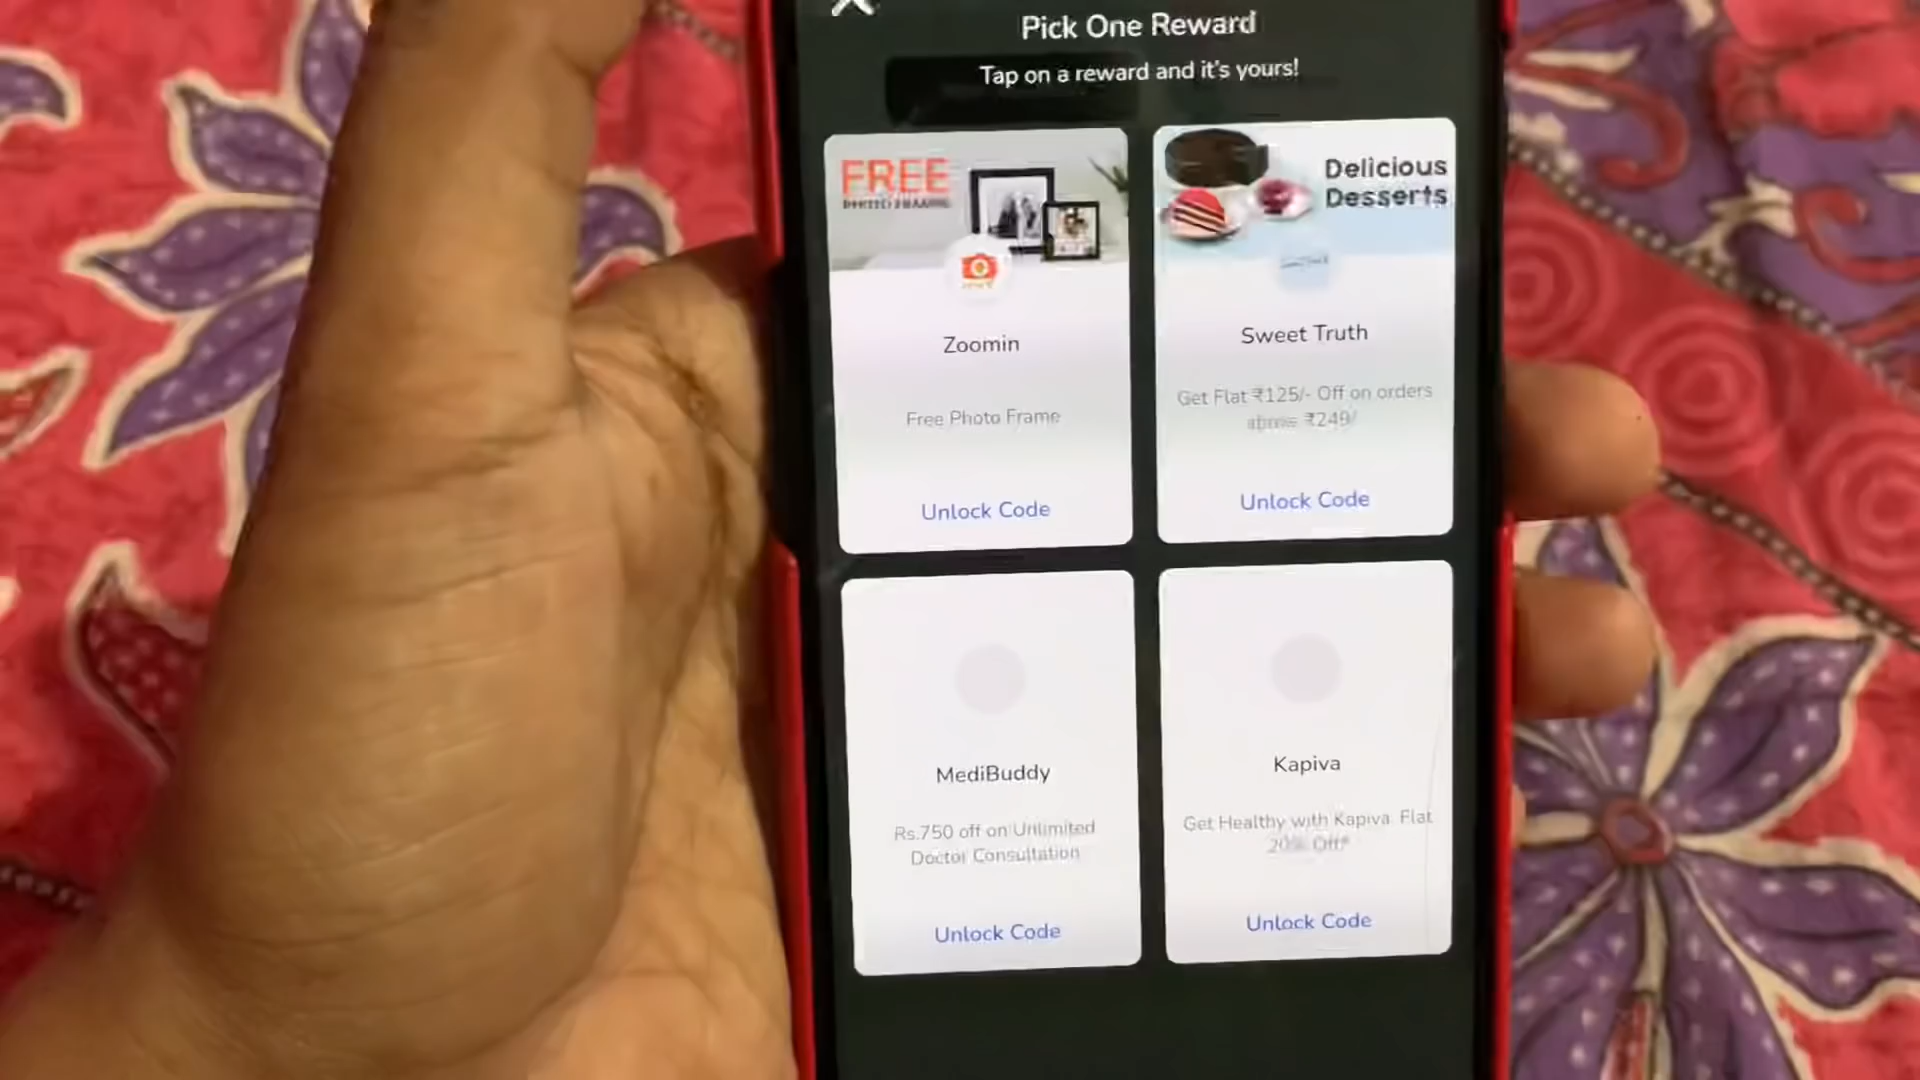 Pick One Reward
Tap on a reward and it's yours!
FREE
PHOTO FRAME
Zoomin
Free Photo Frame
Unlock Code
Delicious
Desserts
Sweet Truth
Get Flat ₹125/- Off on orders
above ₹249/-
Unlock Code
MediBuddy
Rs.750 off on Unlimited
Doctor Consultation
Unlock Code
Kapiva
Get Healthy with Kapiva. Flat
20% Off*
Unlock Code